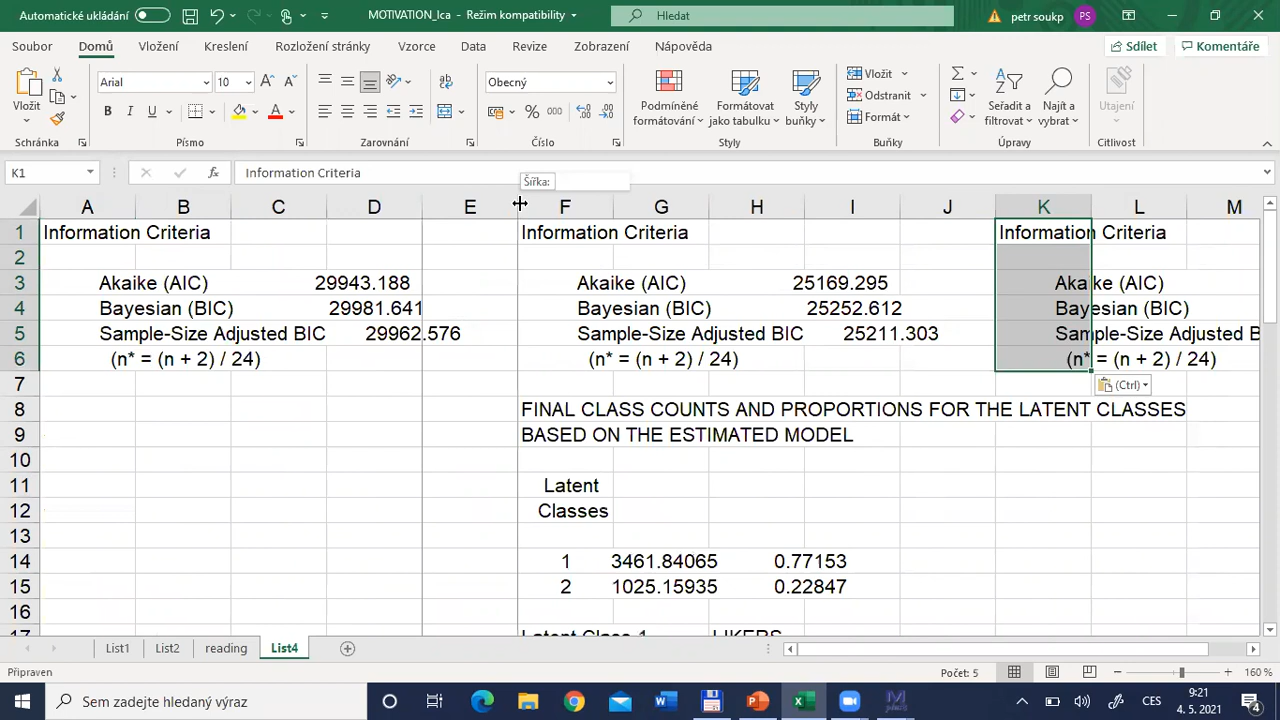 Automatické ukládání
MOTIVATION_lca - Režim kompatibility
Hledat
petr soukp
PS
Soubor Domů Vložení Kreslení Rozložení stránky Vzorce Data Revize Zobrazení Nápověda
Sdílet Komentáře
Vložit
Arial 10
B I U
Obecný
Podmíněné formátování
Formátovat jako tabulku
Styly buňky
Vložit
Odstranit
Formát
Seřadit a filtrovat
Najít a vybrat
Utajení
Schránka Písmo Zarovnání Číslo Styly Buňky Úpravy Citlivost
K1 fx Information Criteria
Šířka:
A B C D E F G H I J K L M
1 Information Criteria Information Criteria Information Criteria
2
3 Akaike (AIC) 29943.188 Akaike (AIC) 25169.295 Akaike (AIC)
4 Bayesian (BIC) 29981.641 Bayesian (BIC) 25252.612 Bayesian (BIC)
5 Sample-Size Adjusted BIC 29962.576 Sample-Size Adjusted BIC 25211.303 Sample-Size Adjusted B
6 (n* = (n + 2) / 24) (n* = (n + 2) / 24) (n* = (n + 2) / 24)
7 (Ctrl)
8 FINAL CLASS COUNTS AND PROPORTIONS FOR THE LATENT CLASSES
9 BASED ON THE ESTIMATED MODEL
10
11 Latent
12 Classes
13
14 1 3461.84065 0.77153
15 2 1025.15935 0.22847
16
17 Latent Class 1 LIKERS
List1 List2 reading List4
Připraven Počet: 5 160 %
Sem zadejte hledaný výraz
CES
9:21
4. 5. 2021
4